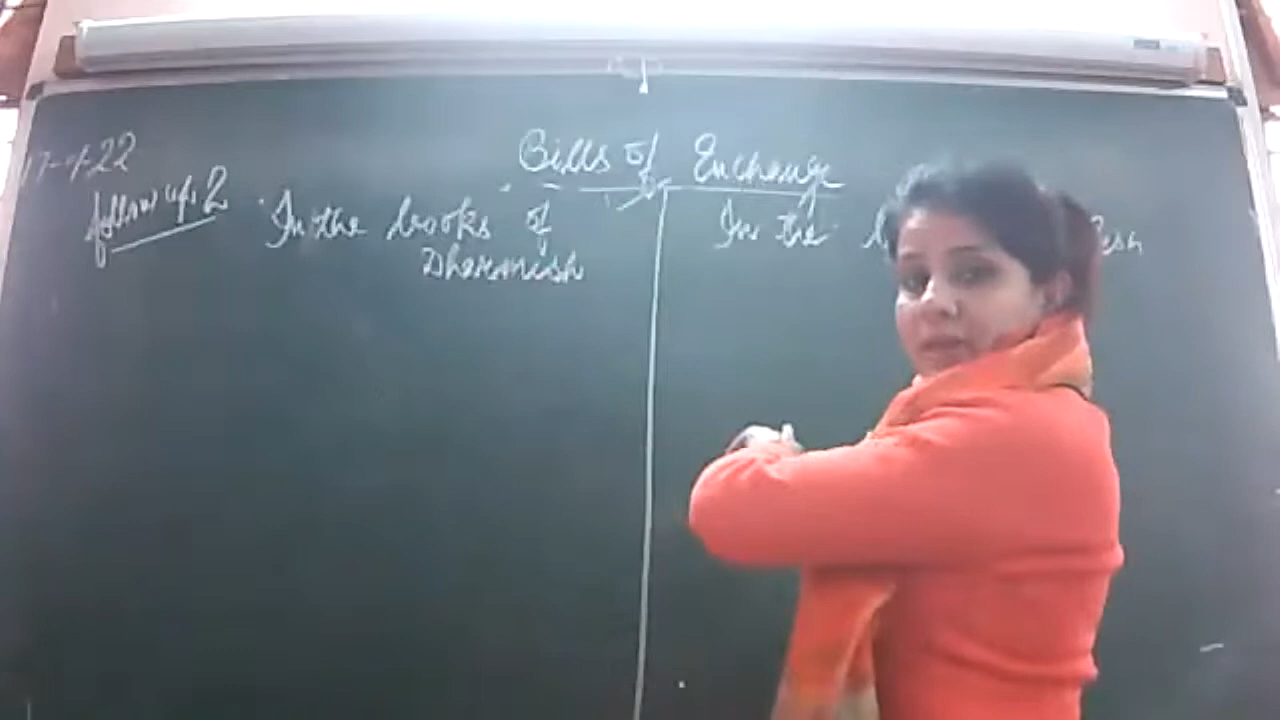 17-1-22
Bills of Exchange
follow up: 2
In the books of
Dharmish
In the